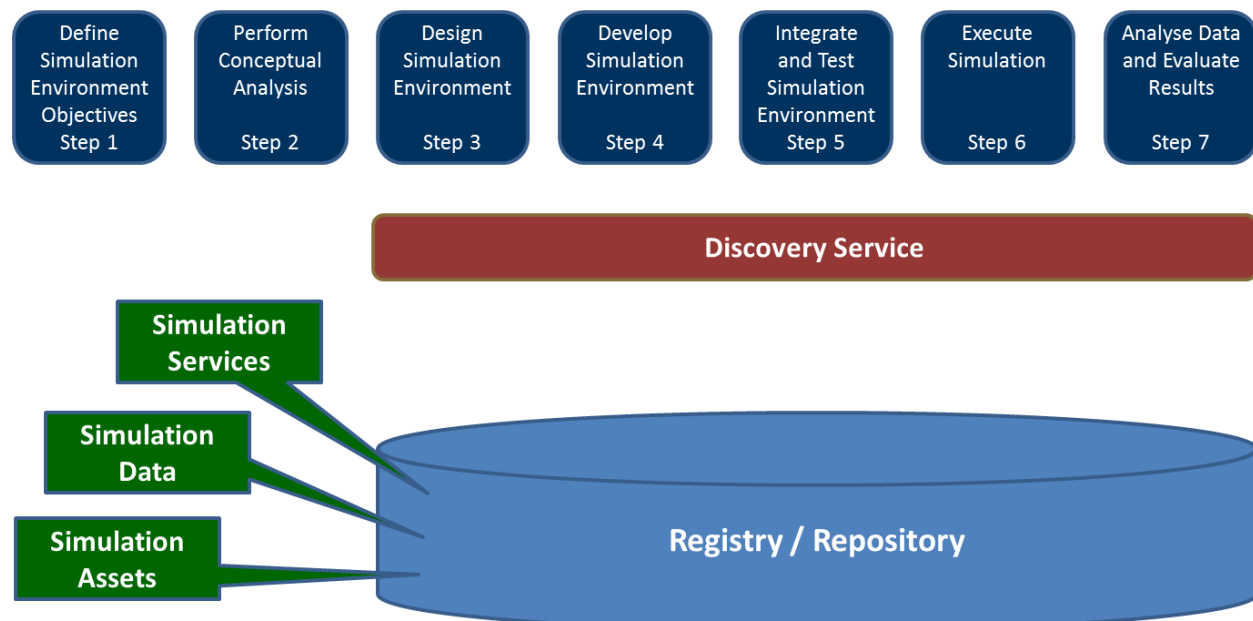 Define
Simulation
Environment
Objectives
Step 1
Perform
Conceptual
Analysis
Step 2
Design
Simulation
Environment
Step 3
Develop
Simulation
Environment
Step 4
Integrate
and Test
Simulation
Environment
Step 5
Execute
Simulation
Step 6
Analyse Data
and Evaluate
Results
Step 7
Discovery Service
Simulation
Services
Simulation
Data
Simulation
Assets
Registry / Repository